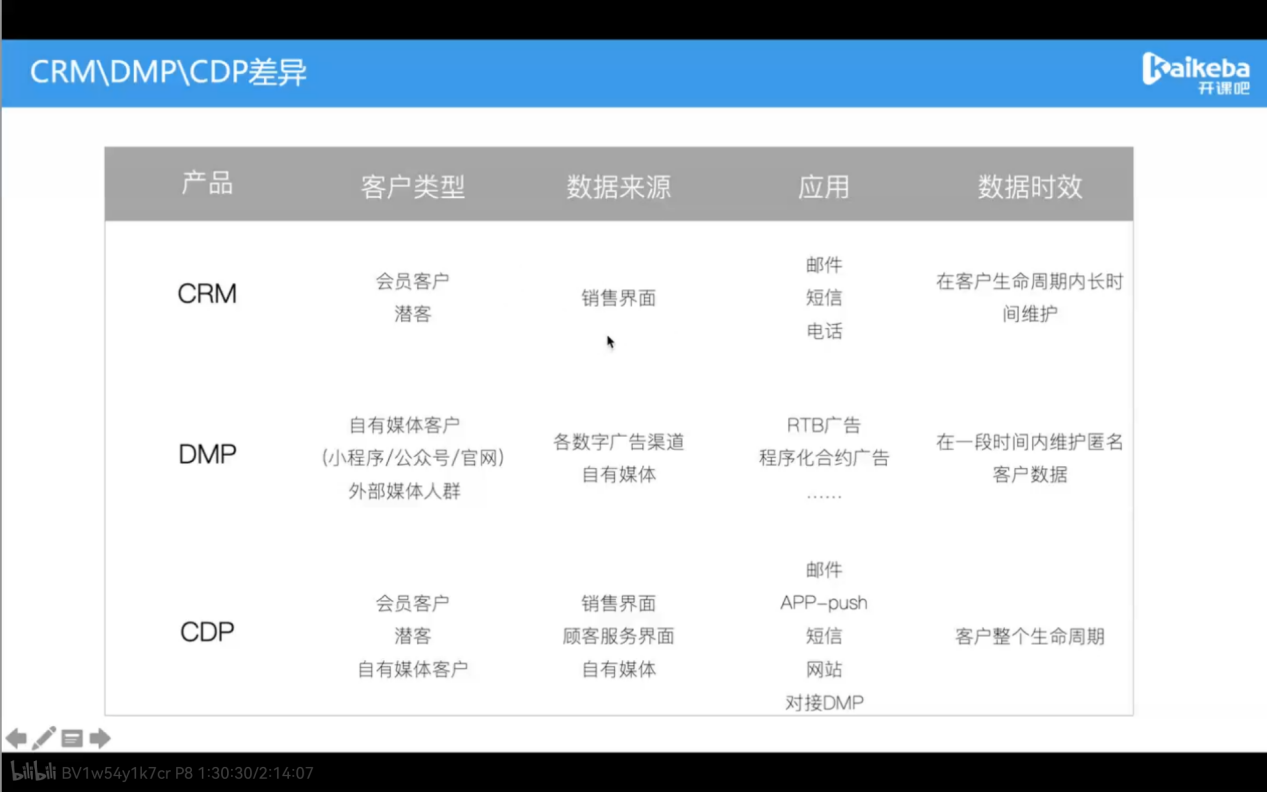 CRM\DMP\CDP差异
Kaikeba
开课吧
产品 客户类型 数据来源 应用 数据时效
CRM
会员客户
潜客
销售界面
邮件
短信
电话
在客户生命周期内长时
间维护
DMP
自有媒体客户
(小程序/公众号/官网)
外部媒体人群
各数字广告渠道
自有媒体
RTB广告
程序化合约广告
……
在一段时间内维护匿名
客户数据
CDP
会员客户
潜客
自有媒体客户
销售界面
顾客服务界面
自有媒体
邮件
APP-push
短信
网站
对接DMP
客户整个生命周期
bilibili BV1w54y1k7cr P8 1:30:30/2:14:07